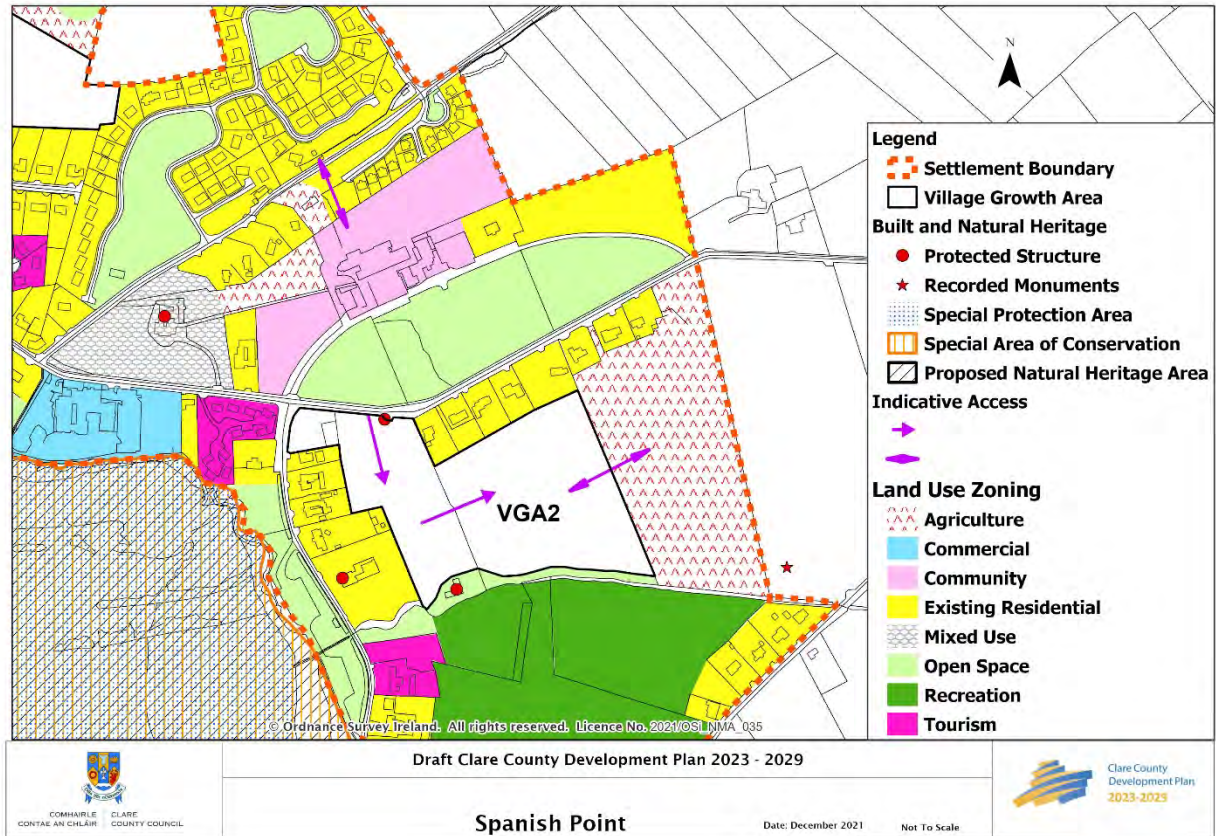 N
Legend
Settlement Boundary
Village Growth Area
Built and Natural Heritage
Protected Structure
Recorded Monuments
Special Protection Area
Special Area of Conservation
Proposed Natural Heritage Area
Indicative Access
Land Use Zoning
Agriculture
Commercial
Community
Existing Residential
Mixed Use
Open Space
Recreation
Tourism
VGA2
© Ordnance Survey Ireland. All rights reserved. Licence No. 2021/OSi_NMA_035
COMHAIRLE CLARE
CONTAE AN CHLÁIR COUNTY COUNCIL
Draft Clare County Development Plan 2023 - 2029
Spanish Point
Date: December 2021
Not To Scale
Clare County
Development Plan
2023-2029